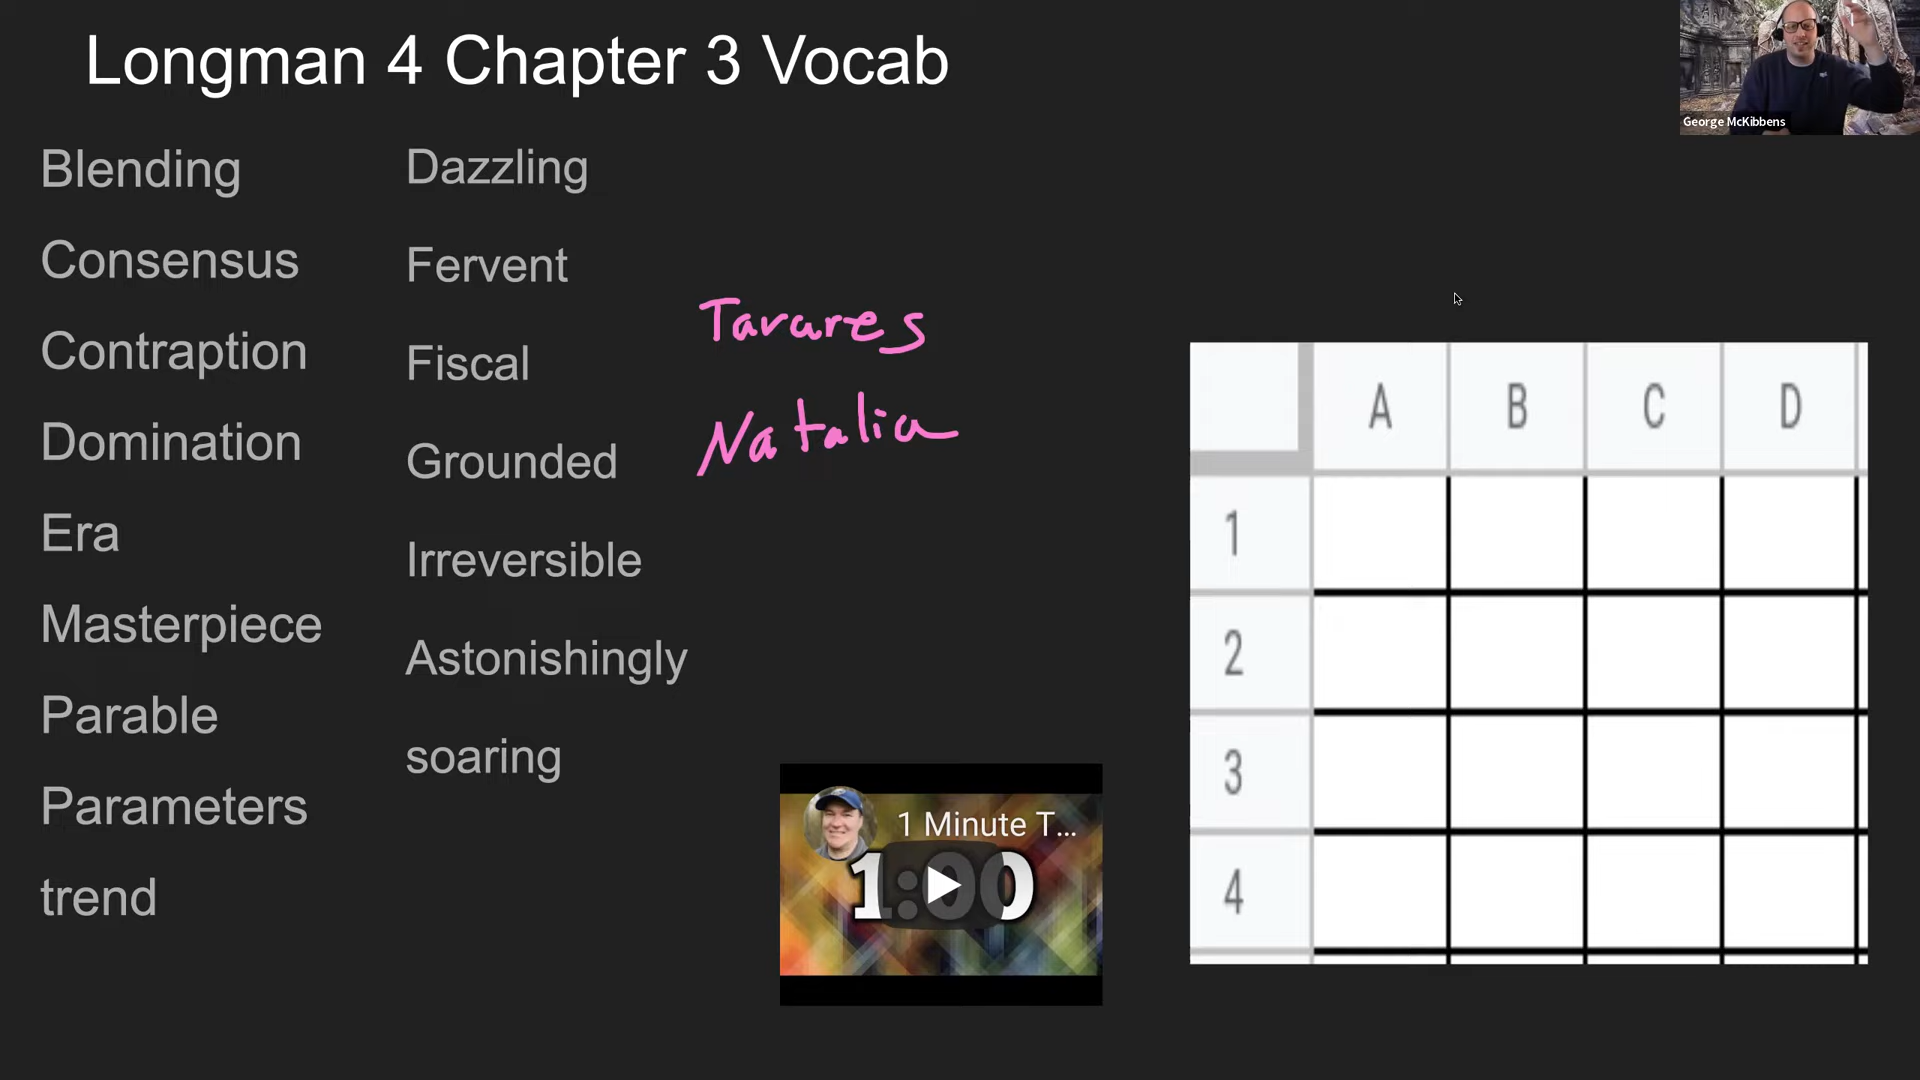 Longman 4 Chapter 3 Vocab
George McKibbens
Blending
Consensus
Contraption
Domination
Era
Masterpiece
Parable
Parameters
trend
Dazzling
Fervent
Fiscal
Grounded
Irreversible
Astonishingly
soaring
Tavares
Natalia
1 Minute T...
1:00
A B C D
1
2
3
4